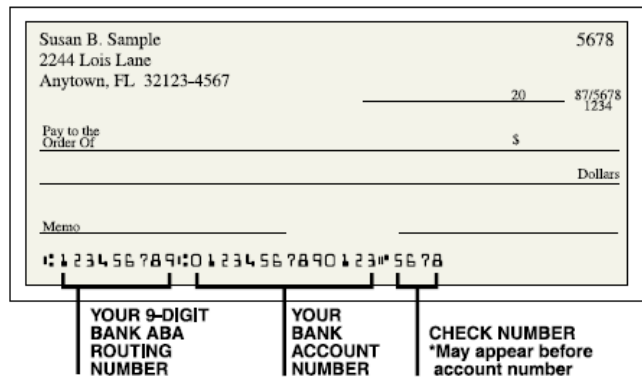 Susan B. Sample 5678
2244 Lois Lane
Anytown, FL 32123-4567
20 87/5678
1234
Pay to the
Order Of $
Dollars
Memo
⑆123456789⑆01234567890123⑈5678
YOUR 9-DIGIT
BANK ABA
ROUTING
NUMBER
YOUR
BANK
ACCOUNT
NUMBER
CHECK NUMBER
*May appear before
account number